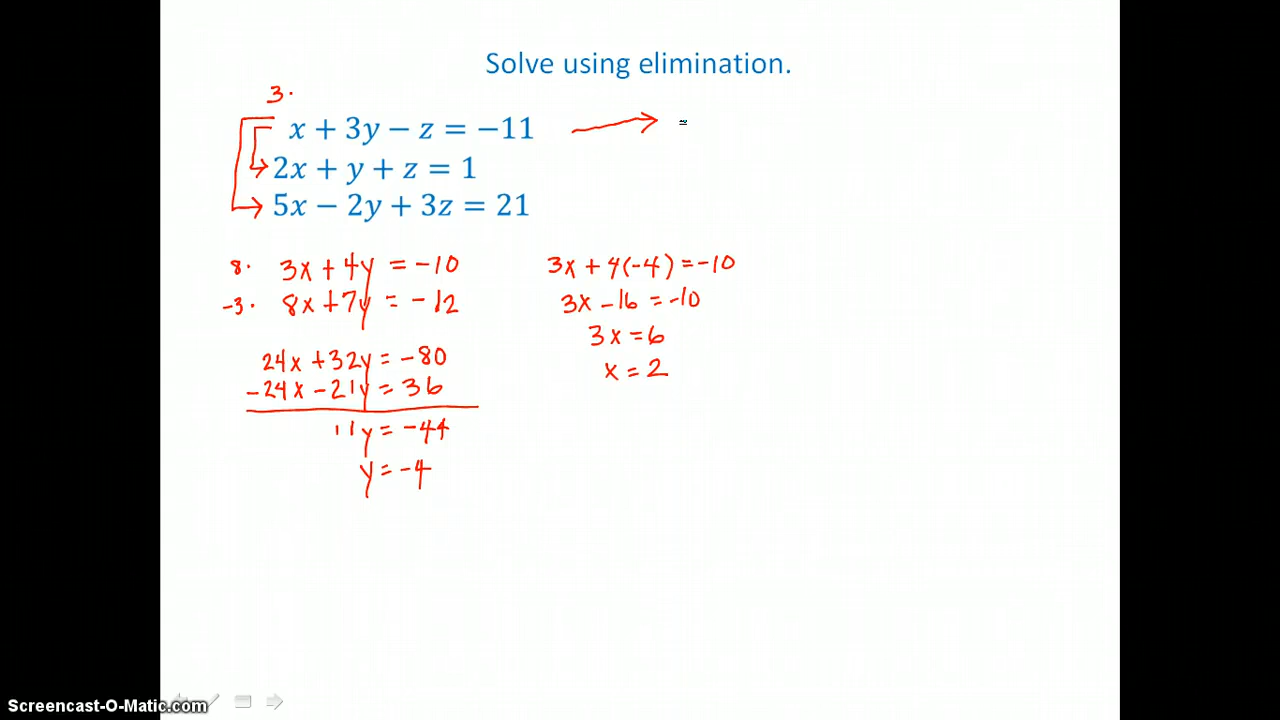 Solve using elimination.
3·
x + 3y − z = −11
2x + y + z = 1
5x − 2y + 3z = 21
8· 3x + 4y = -10
-3· 8x + 7y = -12
24x + 32y = -80
-24x - 21y = 36
11y = -44
y = -4
3x + 4(-4) = -10
3x - 16 = -10
3x = 6
x = 2
Screencast-O-Matic.com